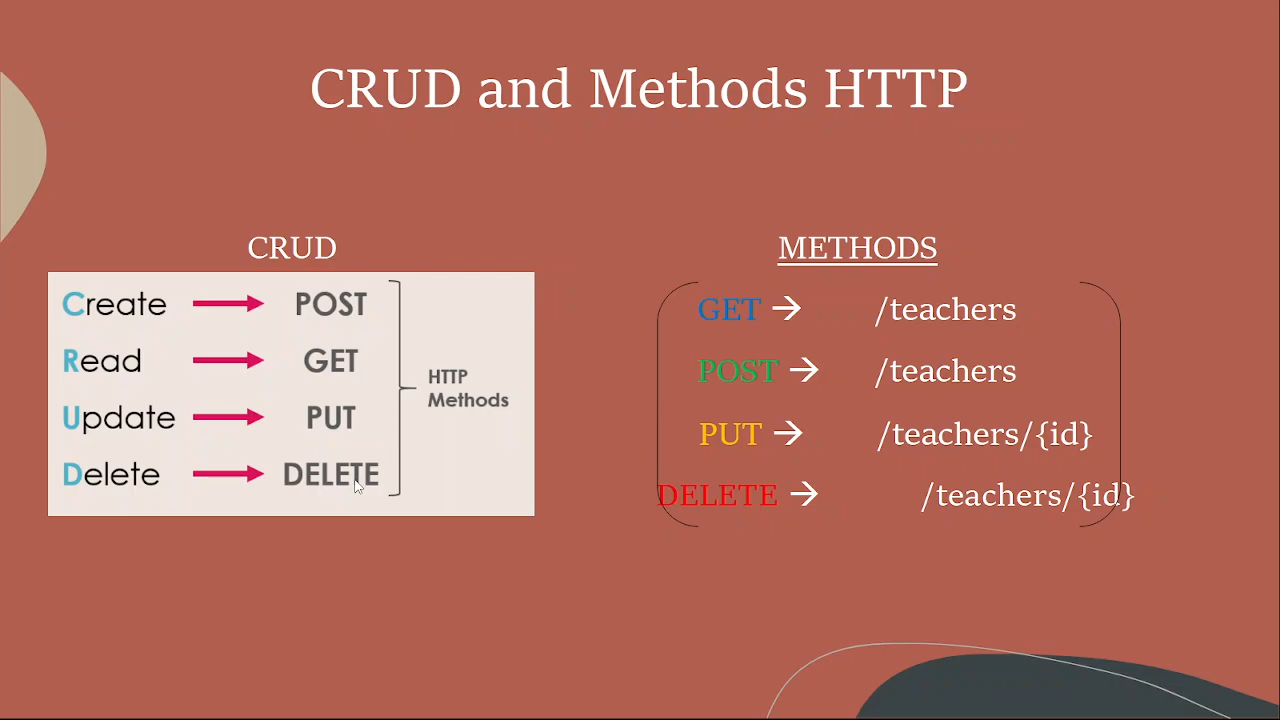 CRUD and Methods HTTP
CRUD
Create → POST
Read → GET
Update → PUT
Delete → DELETE
HTTP
Methods
METHODS
GET → /teachers
POST → /teachers
PUT → /teachers/{id}
DELETE → /teachers/{id}